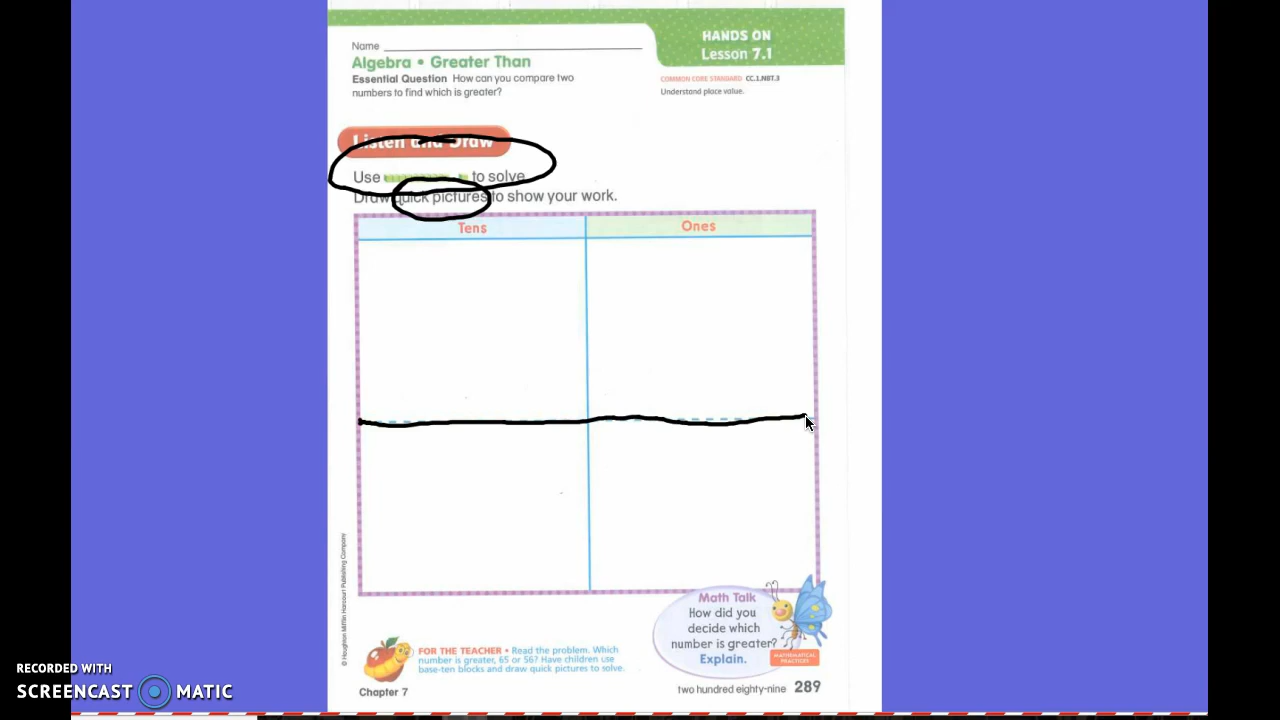 HANDS ON
Lesson 7.1
Name
Algebra • Greater Than
Essential Question How can you compare two
numbers to find which is greater?
COMMON CORE STANDARD CC.1.NBT.3
Understand place value.
Listen and Draw
Use to solve.
Draw quick pictures to show your work.
Tens
Ones
© Houghton Mifflin Harcourt Publishing Company
Math Talk
How did you
decide which
number is greater?
Explain.
MATHEMATICAL
PRACTICES
FOR THE TEACHER • Read the problem. Which
number is greater, 65 or 56? Have children use
base-ten blocks and draw quick pictures to solve.
Chapter 7
two hundred eighty-nine 289
RECORDED WITH
SCREENCAST MATIC